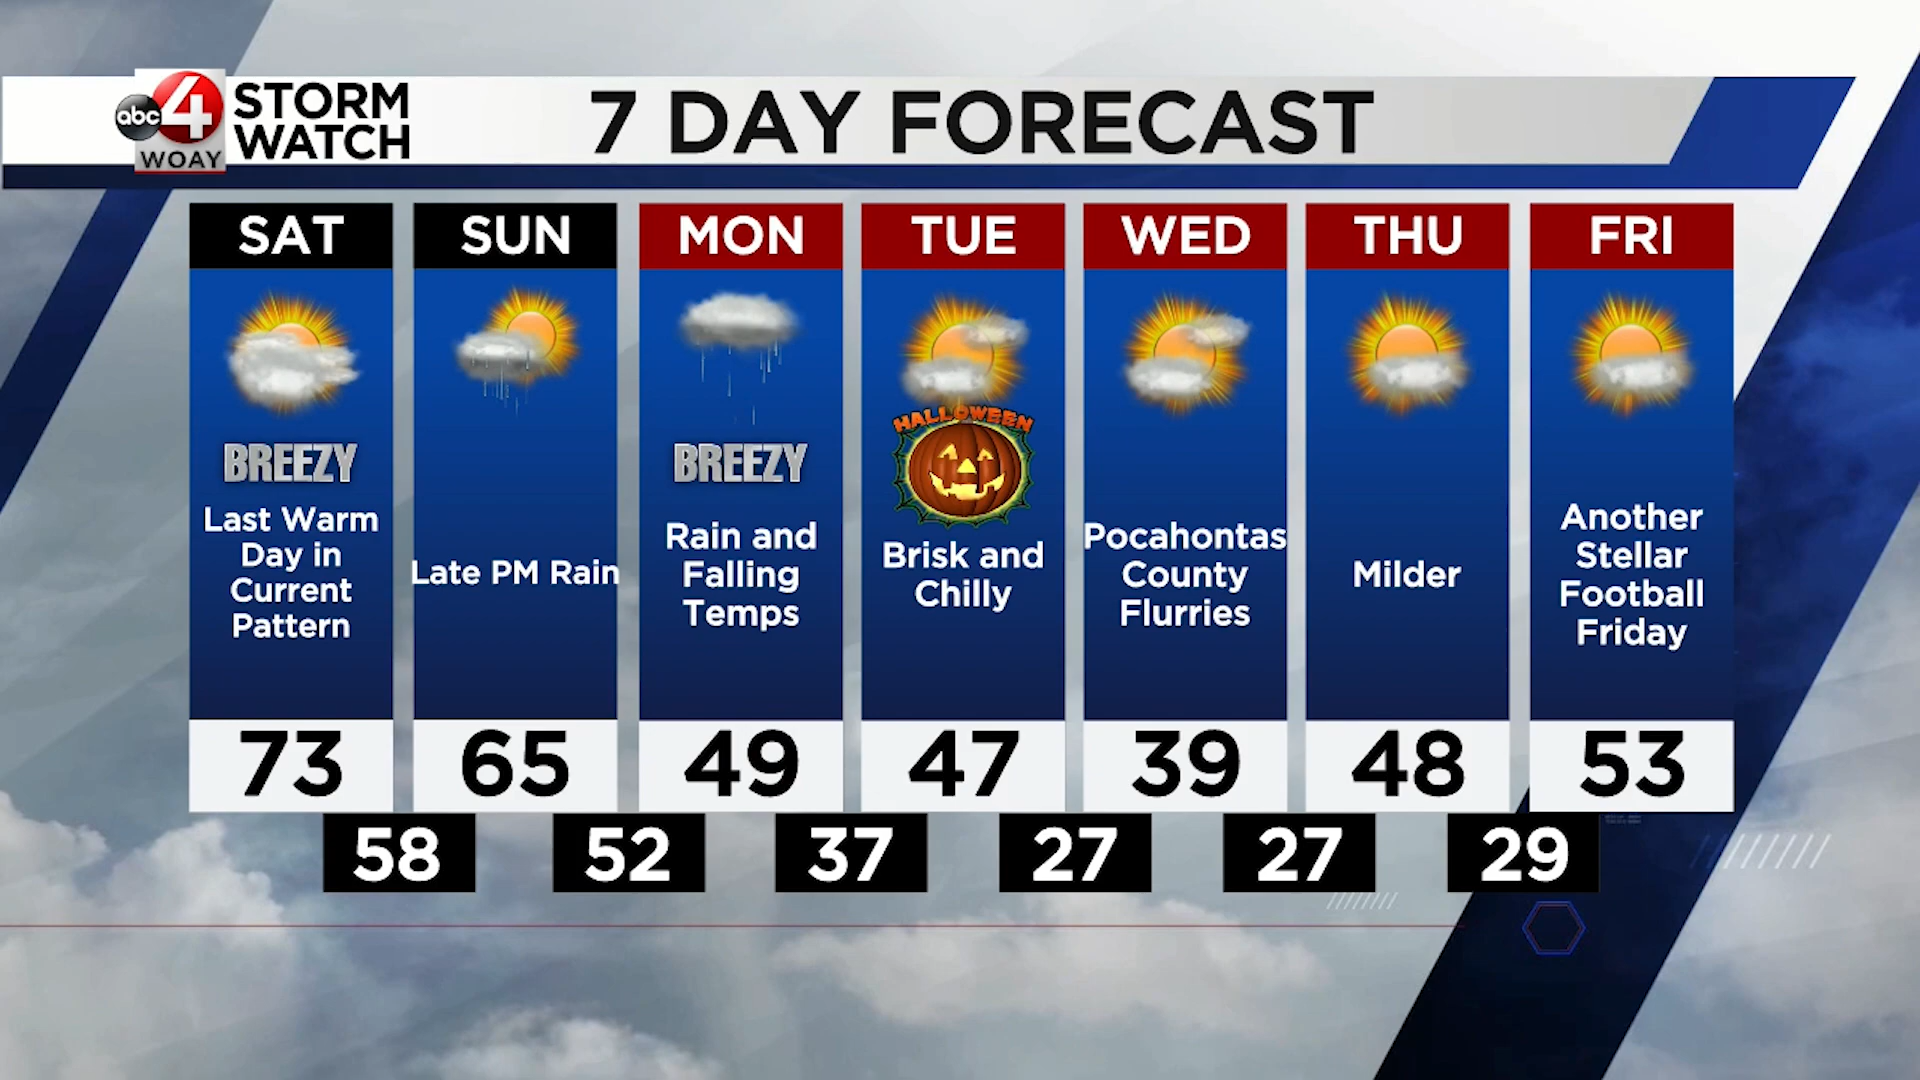 abc 4
WOAY
STORM
WATCH
7 DAY FORECAST
SAT
BREEZY
Last Warm
Day in
Current
Pattern
73
SUN
Late PM Rain
65
MON
BREEZY
Rain and
Falling
Temps
49
TUE
HALLOWEEN
Brisk and
Chilly
47
WED
Pocahontas
County
Flurries
39
THU
Milder
48
FRI
Another
Stellar
Football
Friday
53
58
52
37
27
27
29